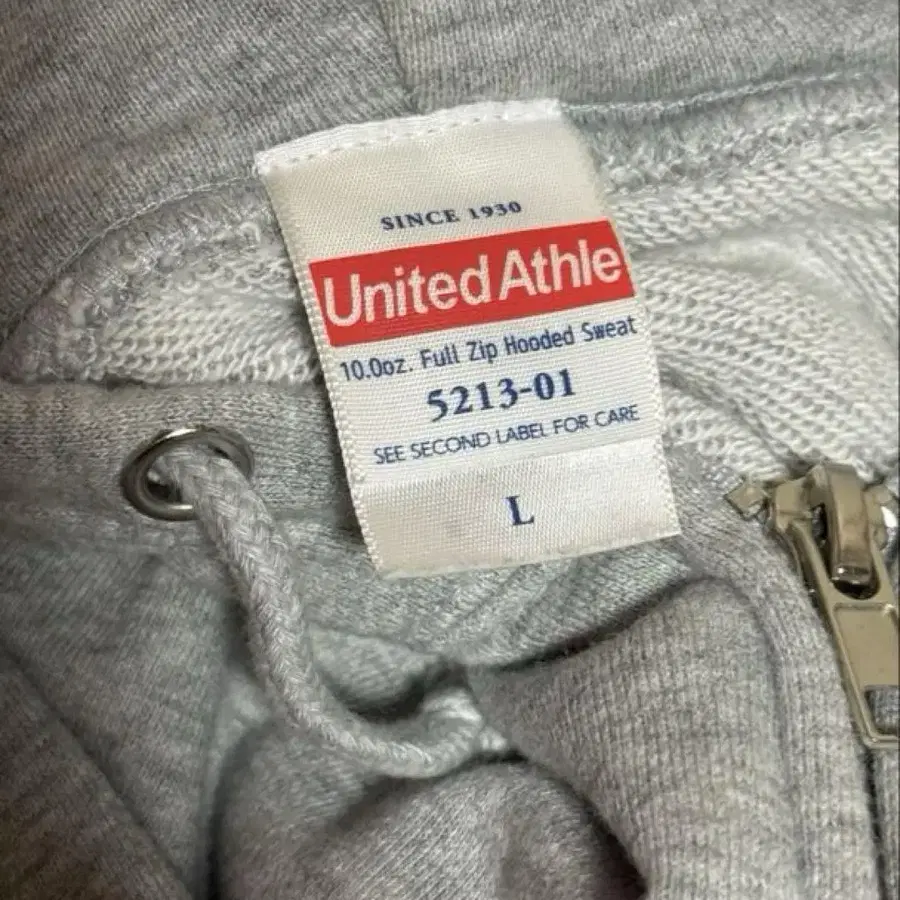 SINCE 1930
United Athle
10.0oz. Full Zip Hooded Sweat
5213-01
SEE SECOND LABEL FOR CARE
L